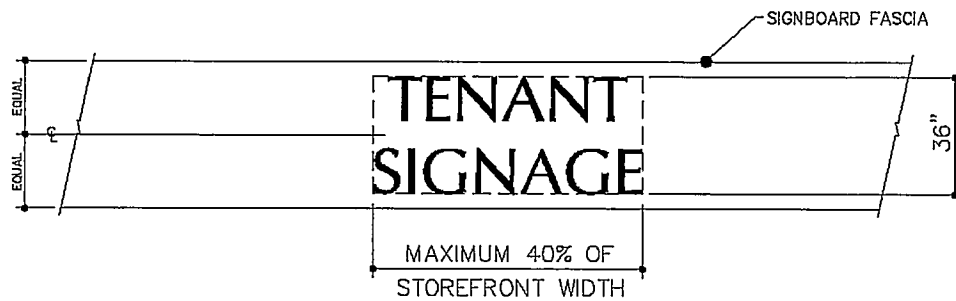 SIGNBOARD FASCIA
EQUAL
TENANT
℄
36"
EQUAL
SIGNAGE
MAXIMUM 40% OF
STOREFRONT WIDTH